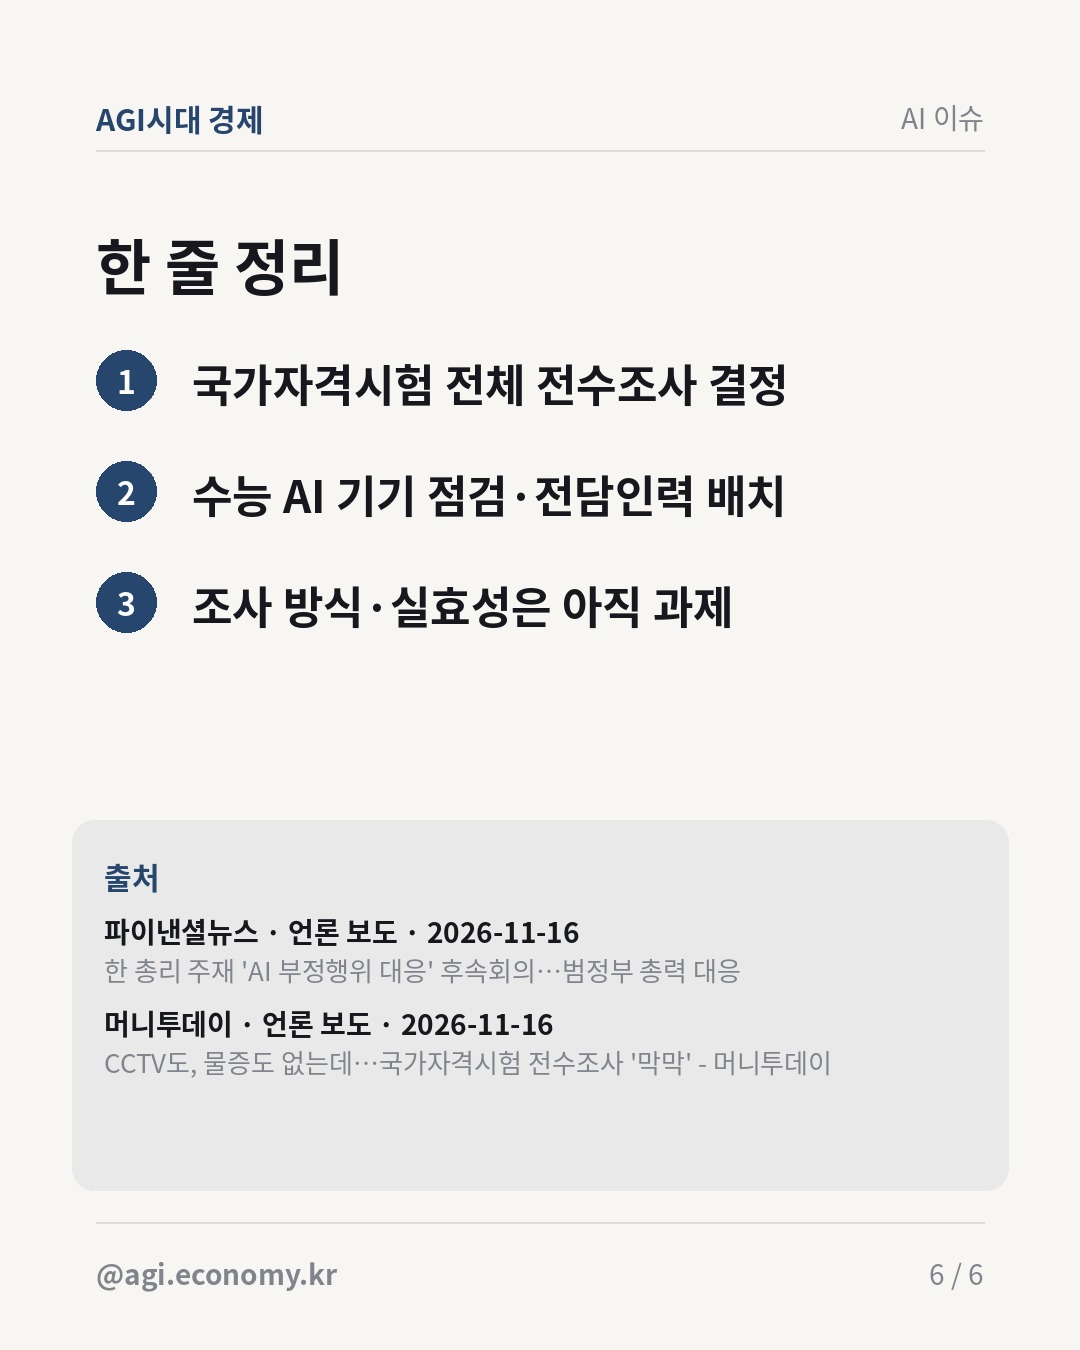 AGI시대 경제
AI 이슈
한 줄 정리
1 국가자격시험 전체 전수조사 결정
2 수능 AI 기기 점검·전담인력 배치
3 조사 방식·실효성은 아직 과제
출처
파이낸셜뉴스 · 언론 보도 · 2026-11-16
한 총리 주재 'AI 부정행위 대응' 후속회의…범정부 총력 대응
머니투데이 · 언론 보도 · 2026-11-16
CCTV도, 물증도 없는데…국가자격시험 전수조사 '막막' - 머니투데이
@agi.economy.kr
6 / 6